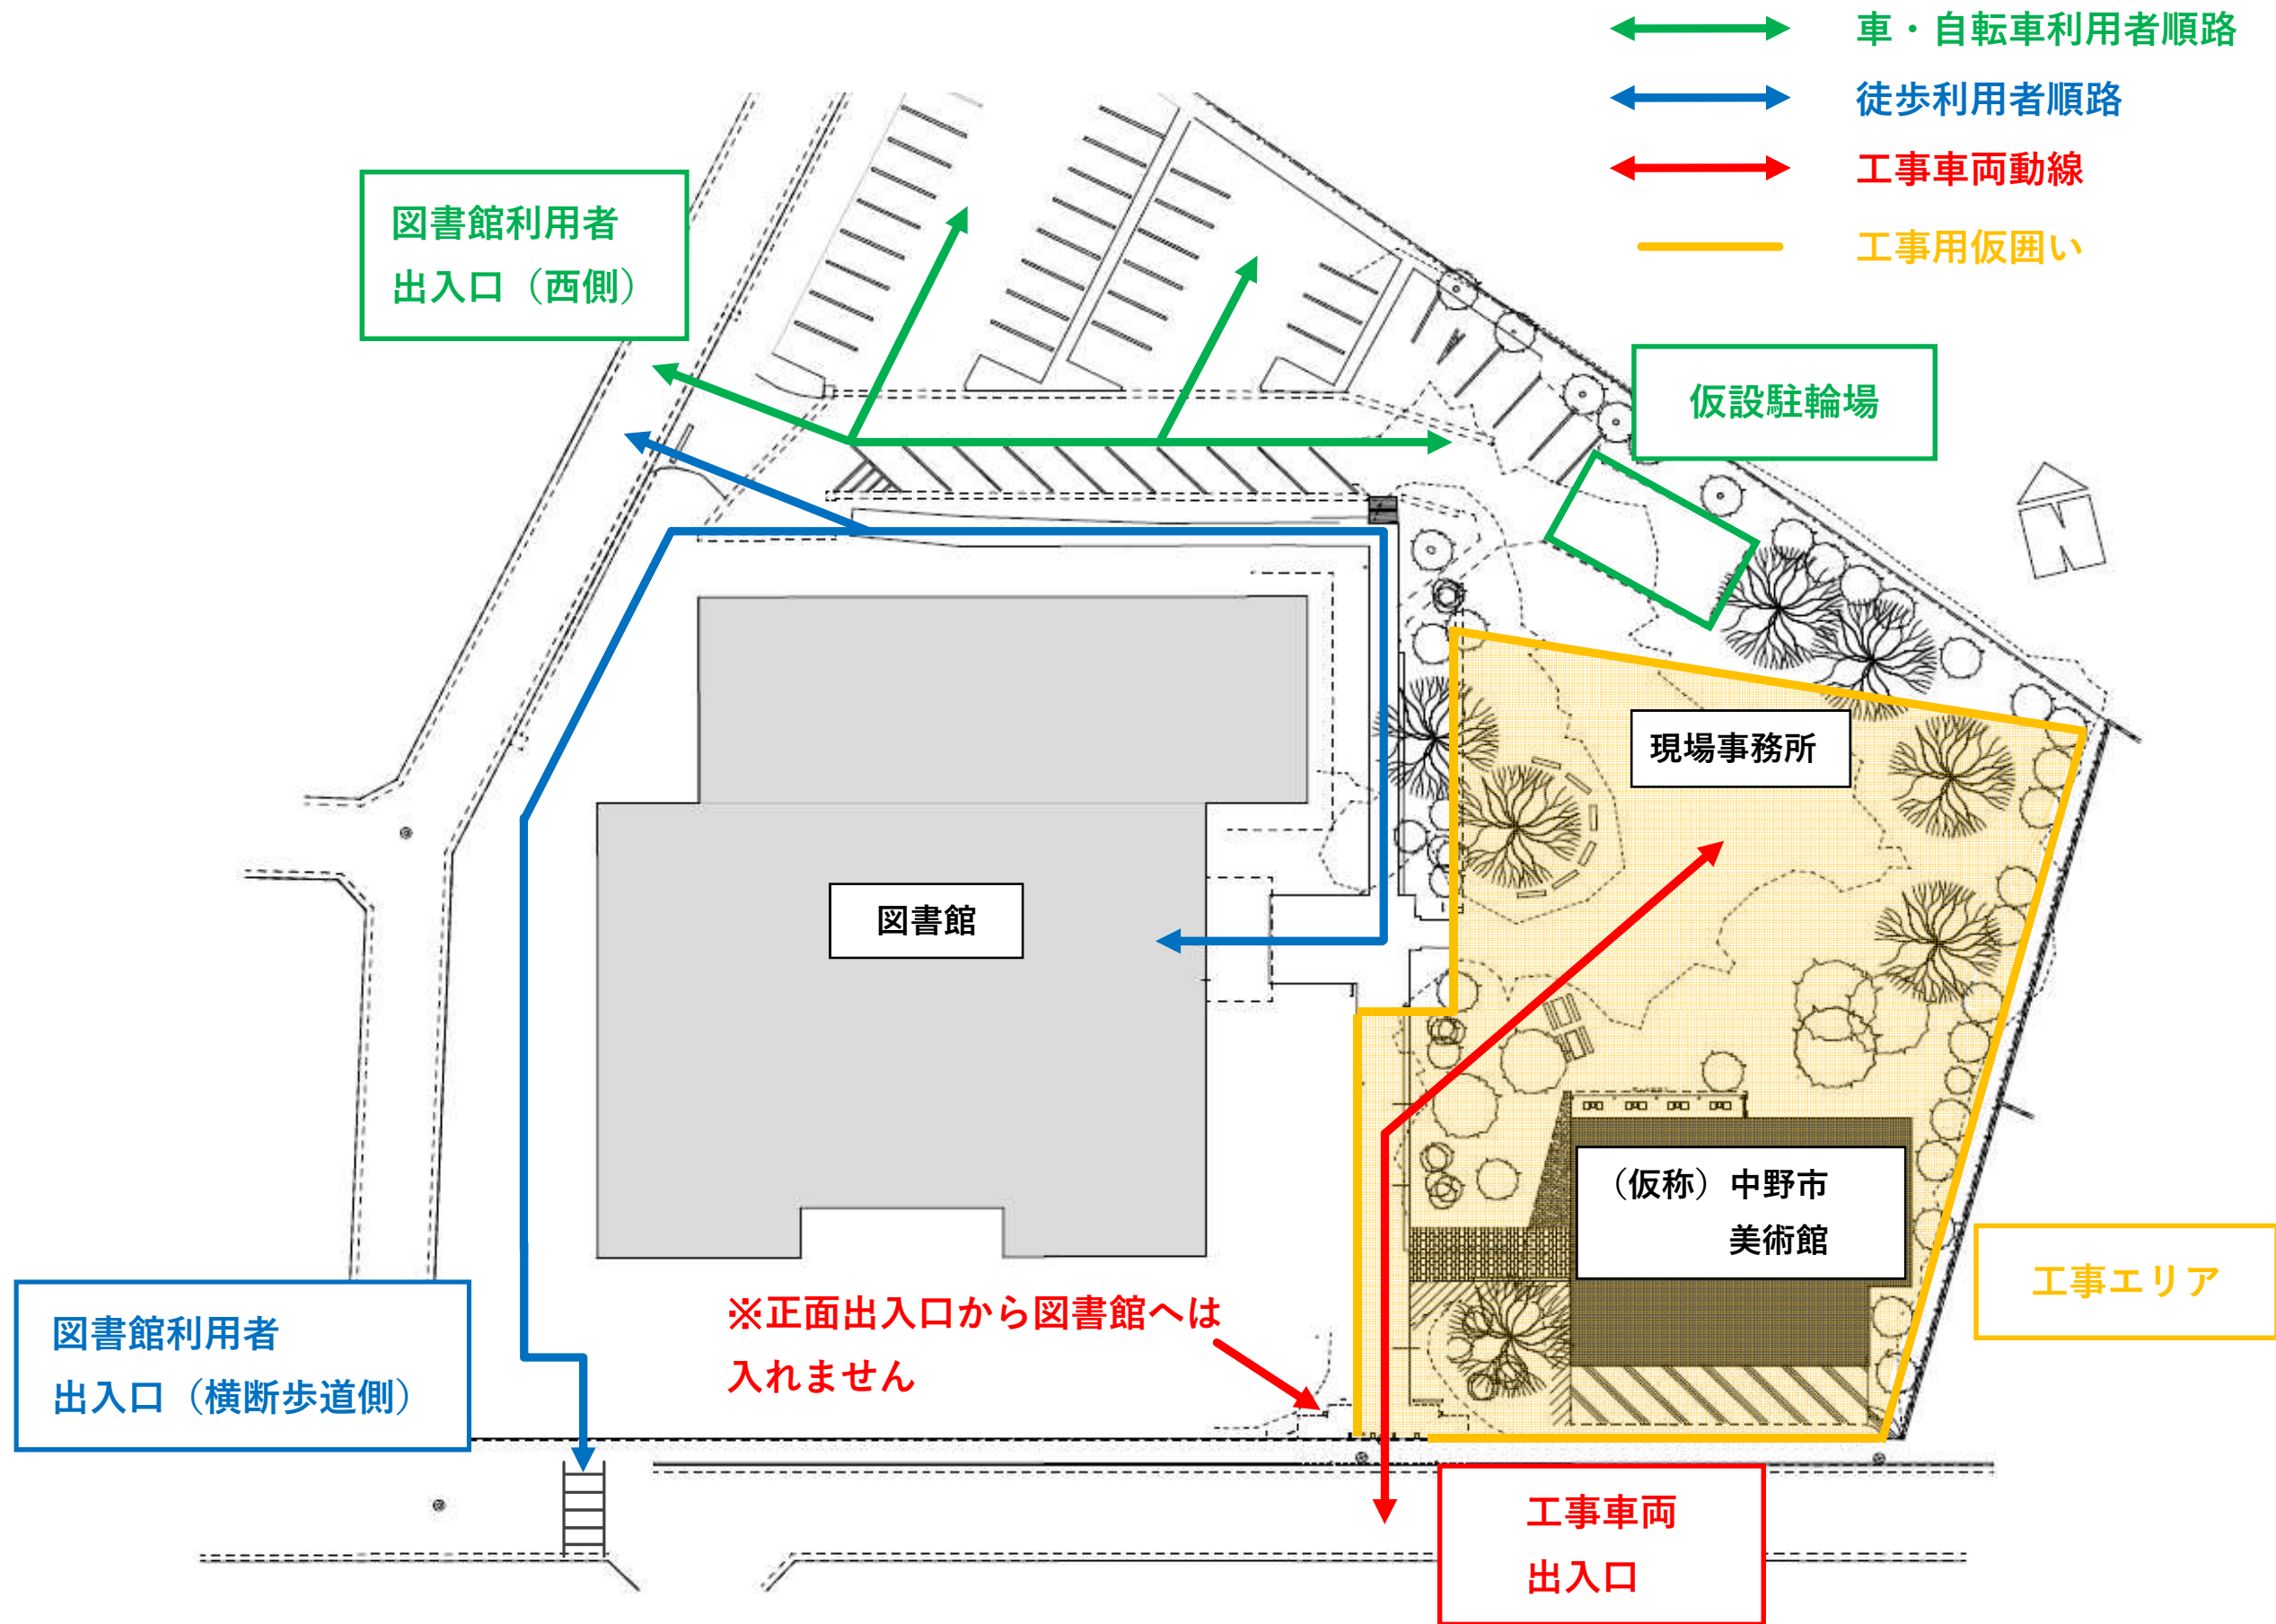 車・自転車利用者順路
徒歩利用者順路
工事車両動線
工事用仮囲い
図書館利用者
出入口（西側）
仮設駐輪場
N
現場事務所
図書館
（仮称）中野市
美術館
工事エリア
※正面出入口から図書館へは
入れません
図書館利用者
出入口（横断歩道側）
工事車両
出入口